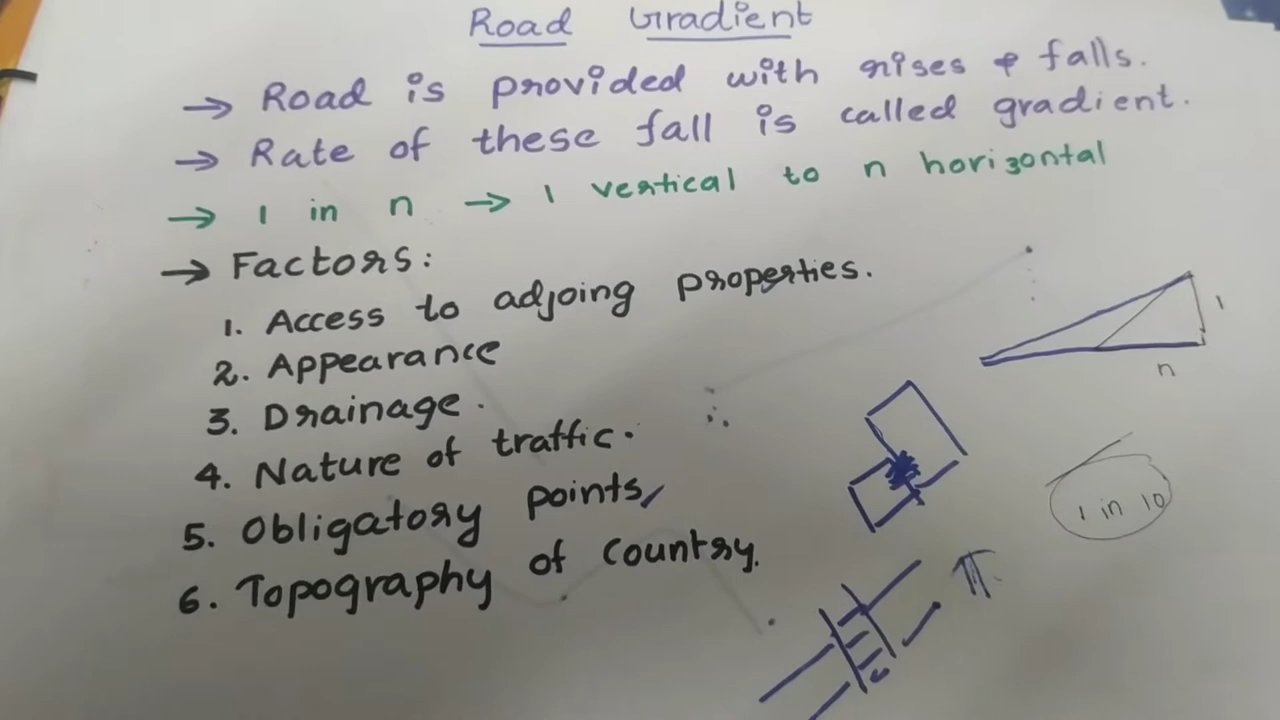 Road Gradient
→ Road is provided with rises & falls.
→ Rate of these fall is called gradient.
→ 1 in n → 1 vertical to n horizontal
→ Factors:
1. Access to adjoing properties.
2. Appearance
3. Drainage.
4. Nature of traffic.
5. Obligatory points,
6. Topography of country.
1
n
1 in 10